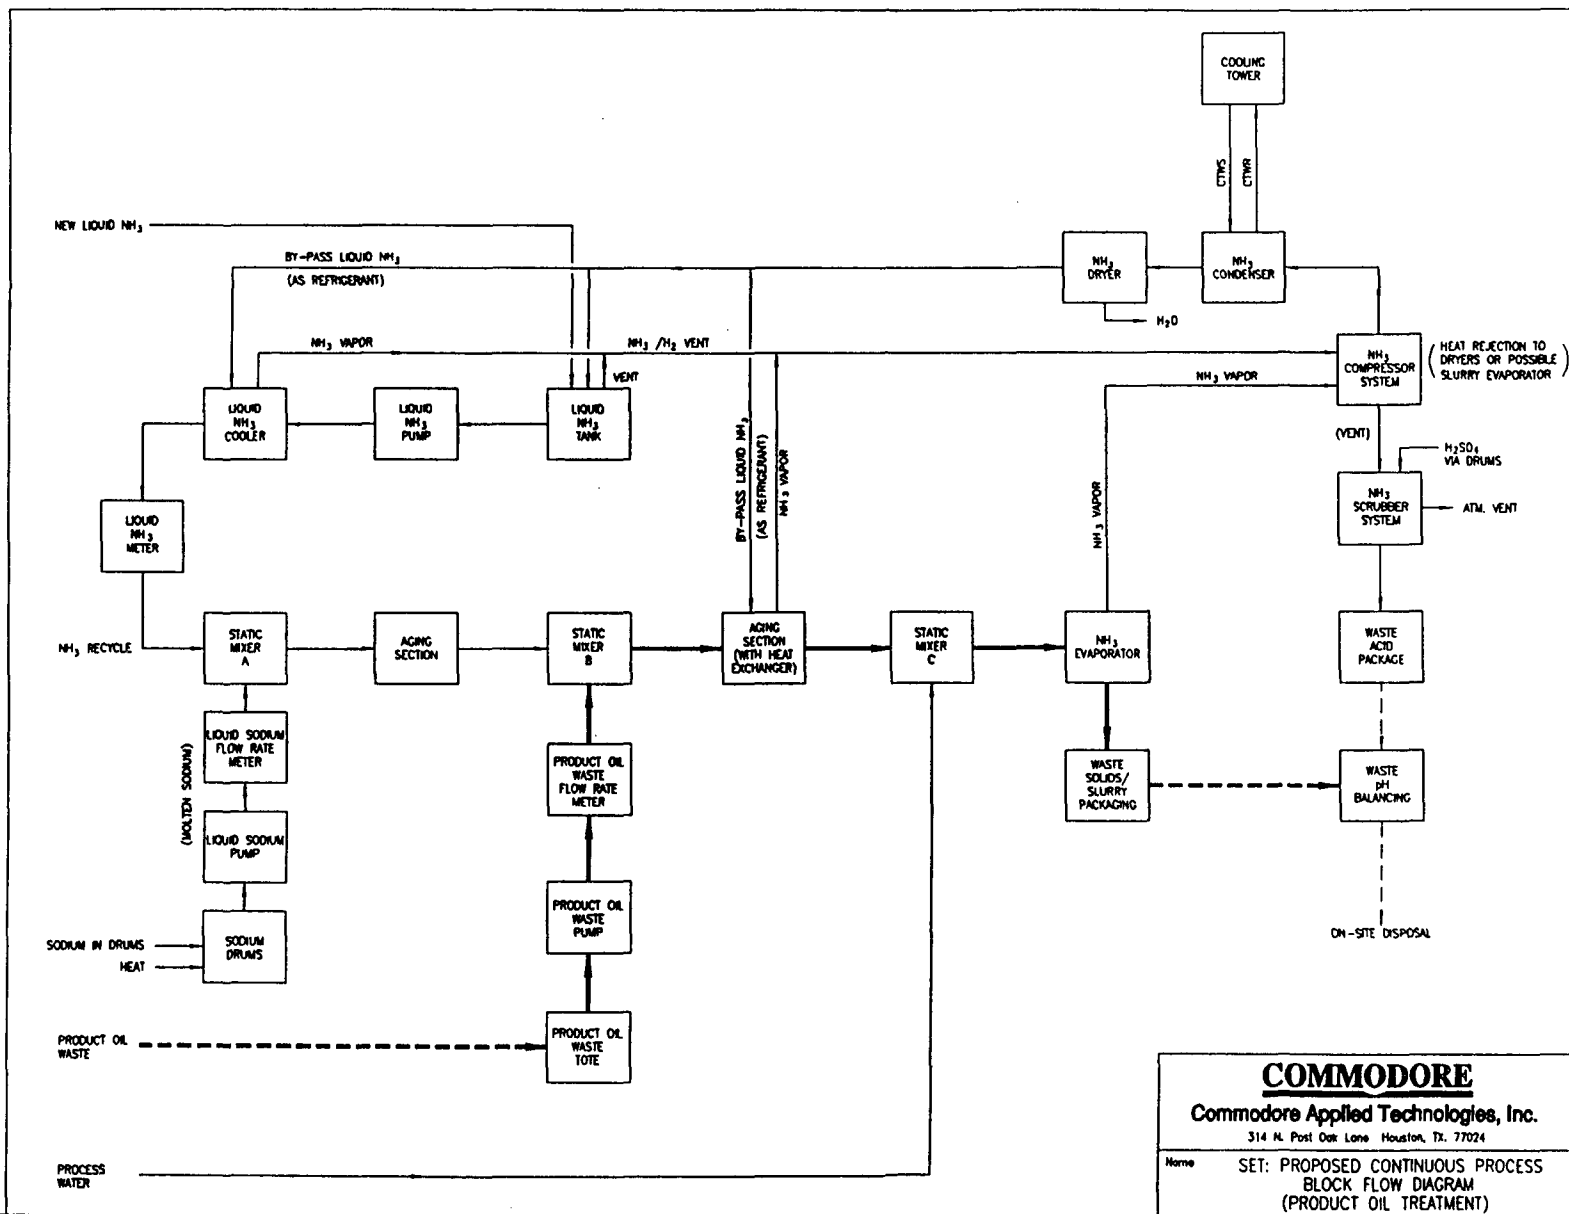 COOLING
TOWER
CTWS
CTWR
NEW LIQUID NH3
BY-PASS LIQUID NH3
(AS REFRIGERANT)
NH3
DRYER
NH3
CONDENSER
H2O
NH3 VAPOR
NH3 /H2 VENT
VENT
NH3
COMPRESSOR
SYSTEM
(HEAT REJECTION TO
DRYERS OR POSSIBLE
SLURRY EVAPORATOR)
NH3 VAPOR
LIQUID
NH3
COOLER
LIQUID
NH3
PUMP
LIQUID
NH3
TANK
BY-PASS LIQUID NH3
(AS REFRIGERANT)
NH3 VAPOR
(VENT)
H2SO4
VIA DRUMS
NH3
SCRUBBER
SYSTEM
ATM. VENT
LIQUID
NH3
METER
NH3 VAPOR
NH3 RECYCLE
STATIC
MIXER
A
AGING
SECTION
STATIC
MIXER
B
AGING
SECTION
(WITH HEAT
EXCHANGER)
STATIC
MIXER
C
NH3
EVAPORATOR
WASTE
ACID
PACKAGE
(MOLTEN SODIUM)
LIQUID SODIUM
FLOW RATE
METER
PRODUCT OIL
WASTE
FLOW RATE
METER
WASTE
SOLIDS/
SLURRY
PACKAGING
WASTE
pH
BALANCING
LIQUID SODIUM
PUMP
PRODUCT OIL
WASTE
PUMP
SODIUM IN DRUMS
HEAT
SODIUM
DRUMS
ON-SITE DISPOSAL
PRODUCT OIL
WASTE
PRODUCT OIL
WASTE
TOTE
PROCESS
WATER
COMMODORE
Commodore Applied Technologies, Inc.
314 N. Post Oak Lane Houston, TX. 77024
Name SET: PROPOSED CONTINUOUS PROCESS
BLOCK FLOW DIAGRAM
(PRODUCT OIL TREATMENT)